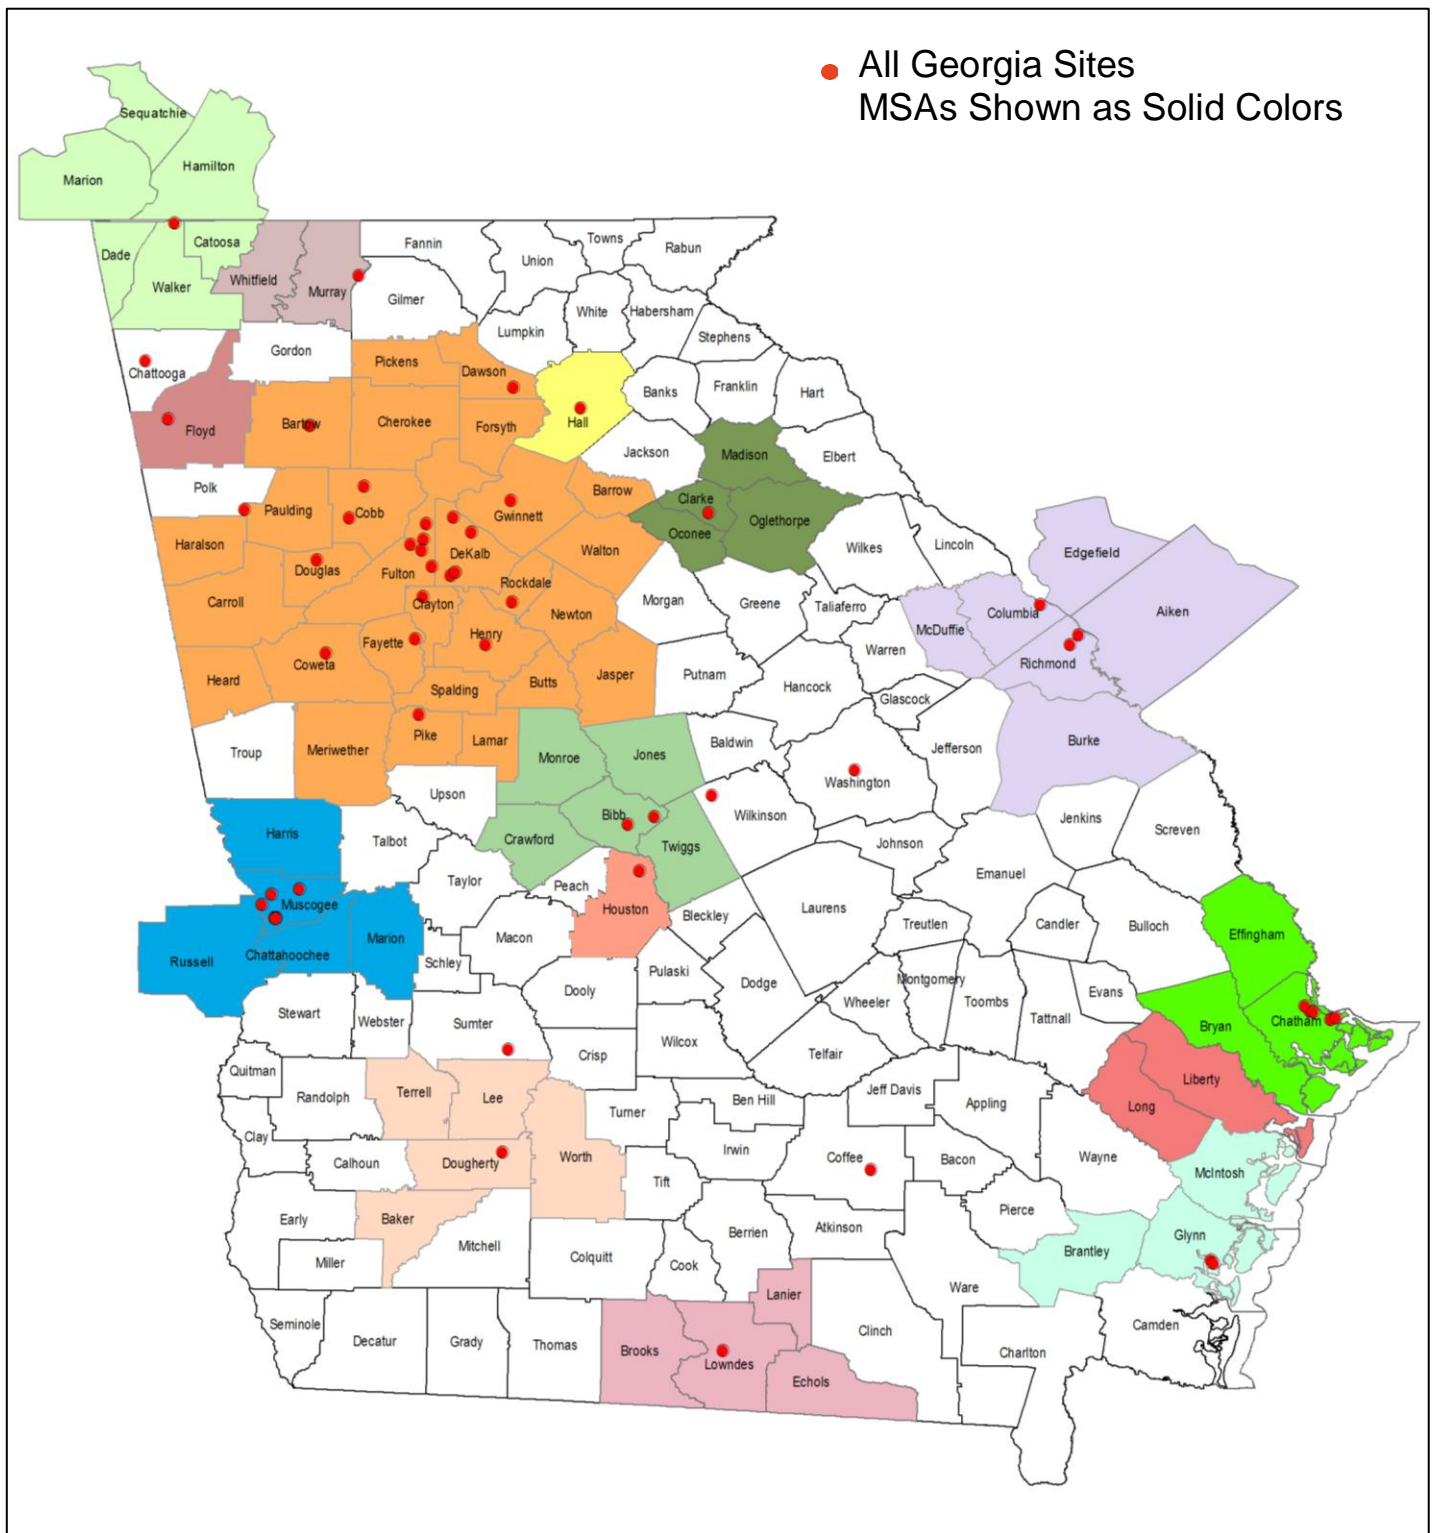 All Georgia Sites
MSAs Shown as Solid Colors
Sequatchie
Hamilton
Marion
Fannin
Union
Towns
Rabun
Catoosa
Dade
Walker
Whitfield
Murray
Gilmer
White
Habersham
Lumpkin
Stephens
Gordon
Chattooga
Pickens
Dawson
Banks
Franklin
Hart
Floyd
Bartow
Cherokee
Forsyth
Hall
Jackson
Madison
Elbert
Polk
Paulding
Cobb
Gwinnett
Barrow
Clarke
Oconee
Oglethorpe
Haralson
Douglas
Fulton
DeKalb
Walton
Wilkes
Lincoln
Edgefield
Carroll
Clayton
Rockdale
Newton
Morgan
Greene
Taliaferro
McDuffie
Columbia
Aiken
Heard
Coweta
Fayette
Henry
Spalding
Butts
Jasper
Putnam
Hancock
Warren
Glascock
Richmond
Troup
Meriwether
Pike
Lamar
Monroe
Jones
Baldwin
Washington
Jefferson
Burke
Upson
Bibb
Wilkinson
Twiggs
Crawford
Harris
Talbot
Taylor
Peach
Johnson
Jenkins
Screven
Emanuel
Muscogee
Houston
Bleckley
Laurens
Treutlen
Candler
Bulloch
Effingham
Russell
Chattahoochee
Marion
Macon
Schley
Pulaski
Dooly
Dodge
Wheeler
Montgomery
Toombs
Tattnall
Evans
Bryan
Chatham
Stewart
Webster
Sumter
Crisp
Wilcox
Telfair
Quitman
Randolph
Terrell
Lee
Turner
Ben Hill
Jeff Davis
Appling
Long
Liberty
Clay
Calhoun
Dougherty
Worth
Tift
Irwin
Coffee
Bacon
Wayne
McIntosh
Early
Baker
Mitchell
Miller
Colquitt
Cook
Berrien
Atkinson
Pierce
Brantley
Glynn
Ware
Lanier
Seminole
Decatur
Grady
Thomas
Brooks
Lowndes
Echols
Clinch
Charlton
Camden